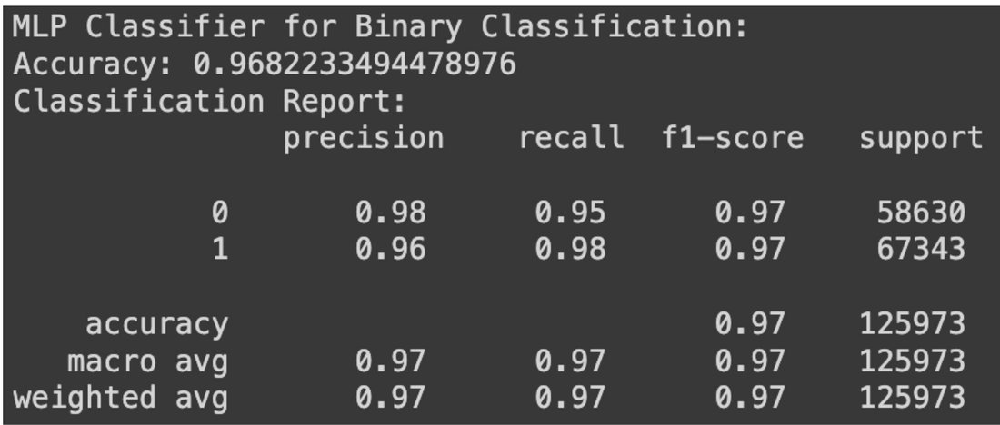 MLP Classifier for Binary Classification:
Accuracy: 0.9682233494478976
Classification Report:
precision recall f1-score support
0 0.98 0.95 0.97 58630
1 0.96 0.98 0.97 67343
accuracy 0.97 125973
macro avg 0.97 0.97 0.97 125973
weighted avg 0.97 0.97 0.97 125973